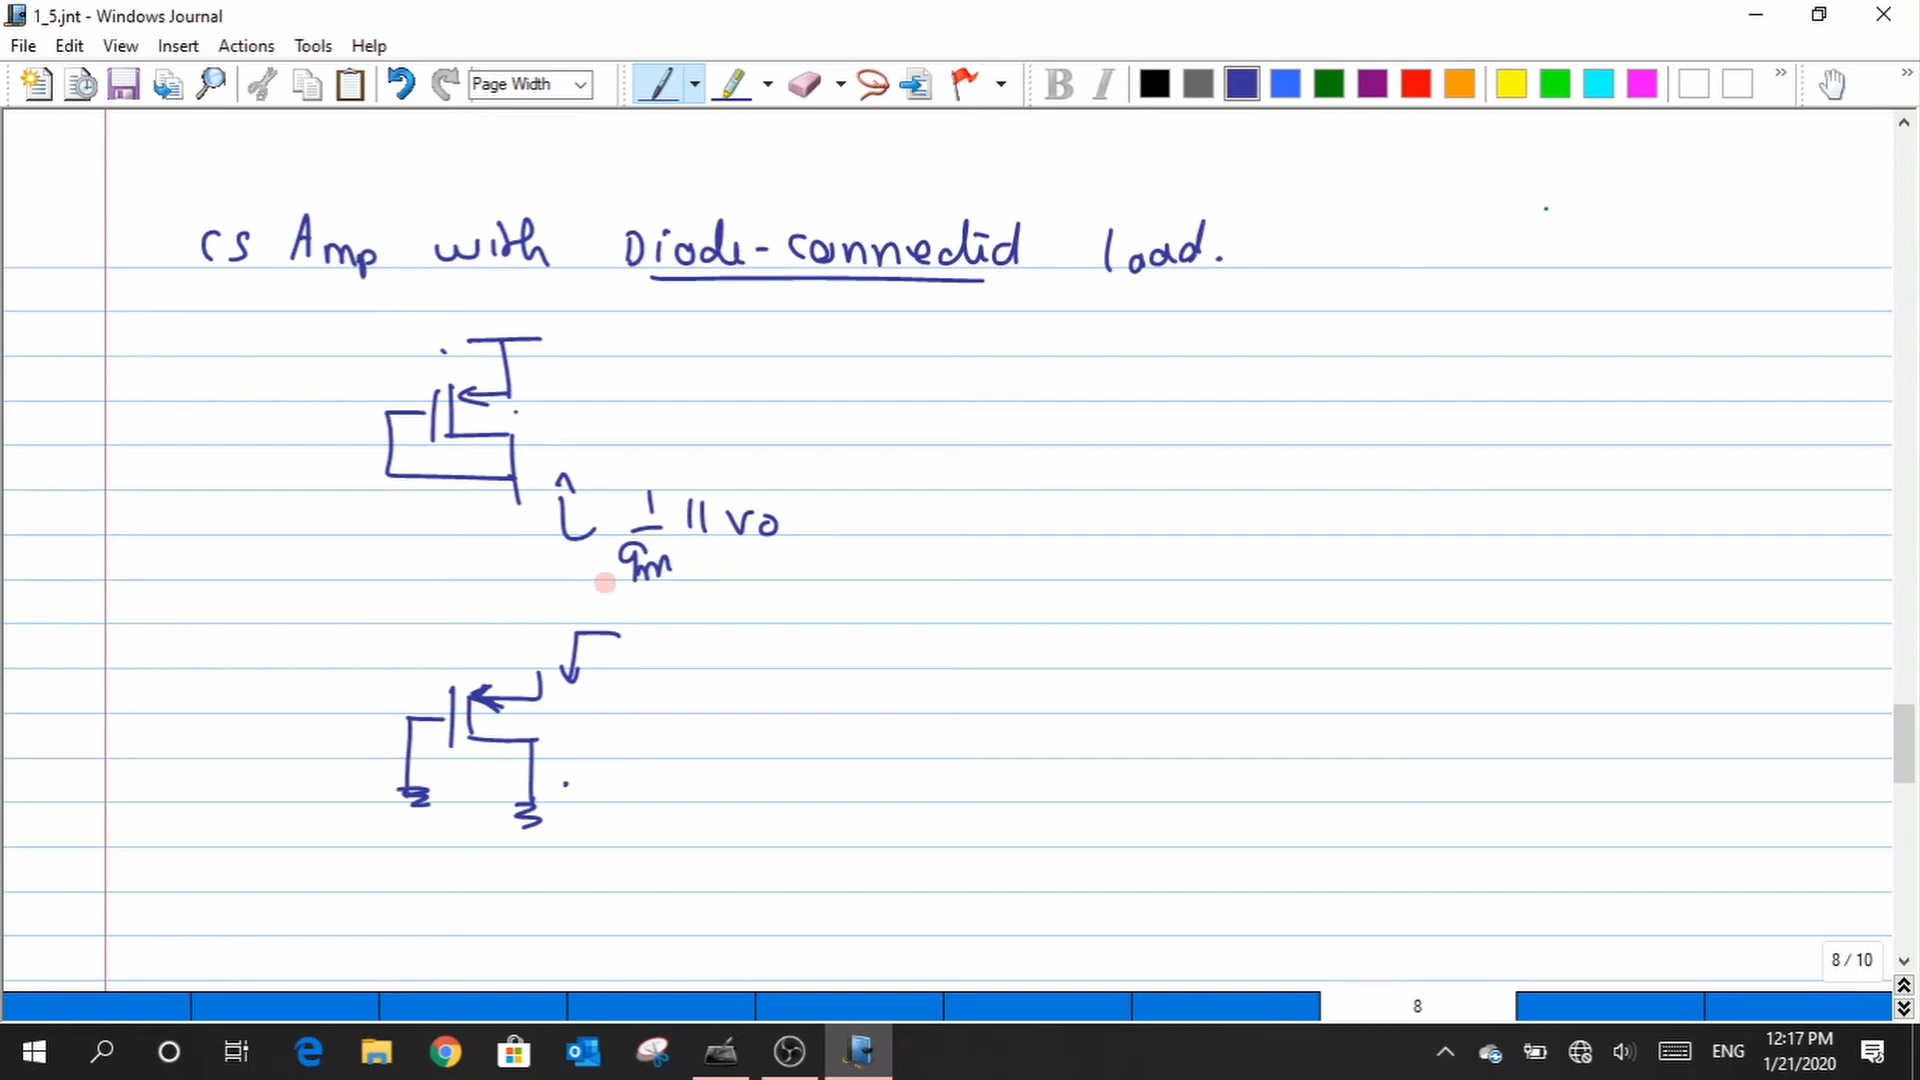 1_5.jnt - Windows Journal
File Edit View Insert Actions Tools Help
Page Width
B I
CS Amp with Diode-connected load.
1/gm || ro
8 / 10
8
12:17 PM
ENG
1/21/2020